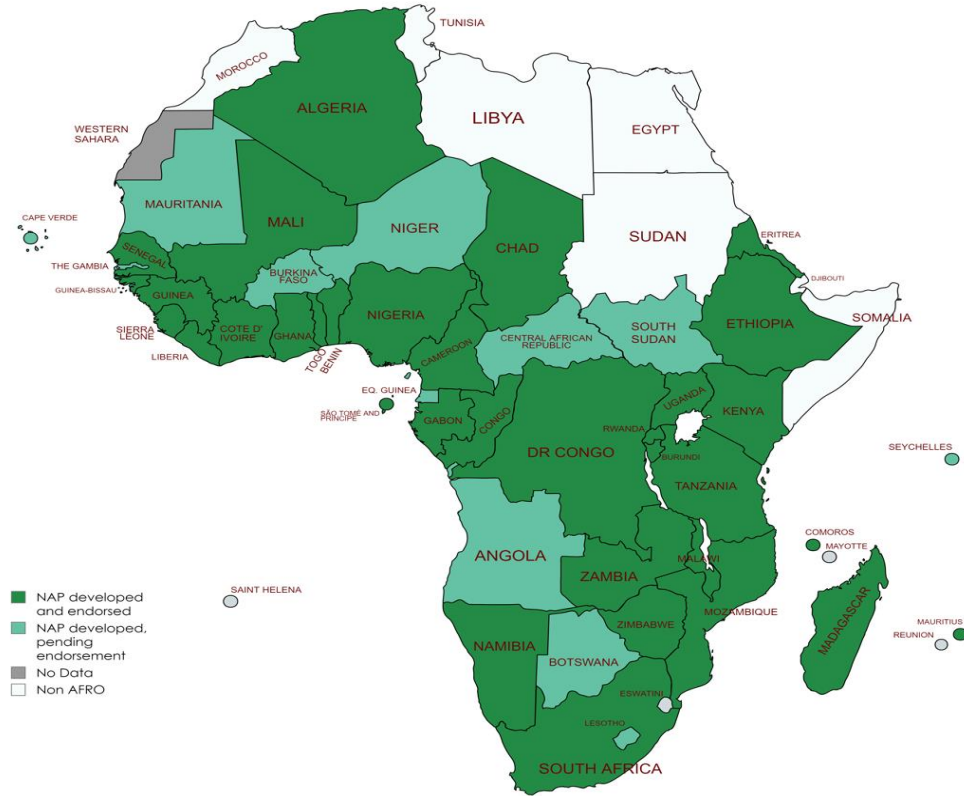 TUNISIA
MOROCCO
ALGERIA
LIBYA
EGYPT
WESTERN
SAHARA
MAURITANIA
MALI
NIGER
CHAD
SUDAN
ERITREA
CAPE VERDE
SENEGAL
THE GAMBIA
BURKINA
FASO
DJIBOUTI
GUINEA-BISSAU
GUINEA
NIGERIA
SOMALIA
SIERRA
LEONE
COTE D'
IVOIRE
GHANA
CENTRAL AFRICAN
REPUBLIC
SOUTH
SUDAN
ETHIOPIA
LIBERIA
TOGO
BENIN
CAMEROON
EQ. GUINEA
SÃO TOMÉ AND
PRINCIPE
GABON
CONGO
UGANDA
KENYA
RWANDA
DR CONGO
BURUNDI
SEYCHELLES
TANZANIA
COMOROS
MAYOTTE
ANGOLA
MALAWI
ZAMBIA
SAINT HELENA
MOZAMBIQUE
MADAGASCAR
MAURITIUS
REUNION
NAMIBIA
ZIMBABWE
BOTSWANA
ESWATINI
LESOTHO
SOUTH AFRICA
NAP developed
and endorsed
NAP developed,
pending
endorsement
No Data
Non AFRO